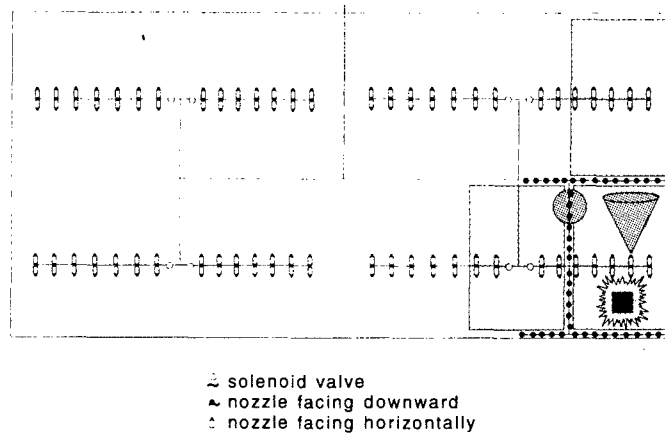 solenoid valve
nozzle facing downward
nozzle facing horizontally